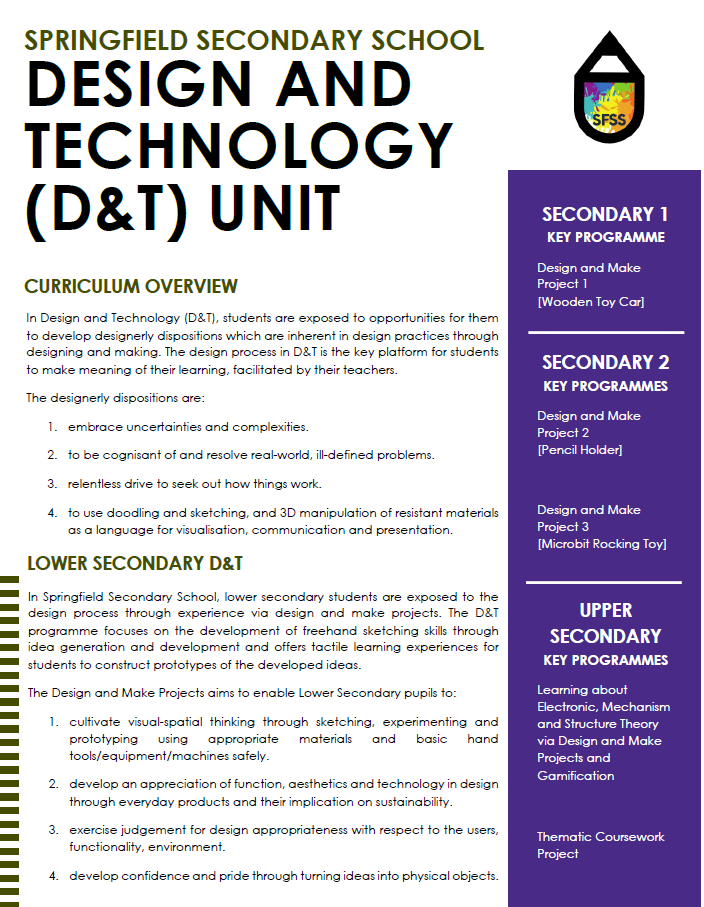 SPRINGFIELD SECONDARY SCHOOL
DESIGN AND
TECHNOLOGY
(D&T) UNIT
SFSS
CURRICULUM OVERVIEW
In Design and Technology (D&T), students are exposed to opportunities for them
to develop designerly dispositions which are inherent in design practices through
designing and making. The design process in D&T is the key platform for students
to make meaning of their learning, facilitated by their teachers.
The designerly dispositions are:
1. embrace uncertainties and complexities.
2. to be cognisant of and resolve real-world, ill-defined problems.
3. relentless drive to seek out how things work.
4. to use doodling and sketching, and 3D manipulation of resistant materials
as a language for visualisation, communication and presentation.
LOWER SECONDARY D&T
In Springfield Secondary School, lower secondary students are exposed to the
design process through experience via design and make projects. The D&T
programme focuses on the development of freehand sketching skills through
idea generation and development and offers tactile learning experiences for
students to construct prototypes of the developed ideas.
The Design and Make Projects aims to enable Lower Secondary pupils to:
1. cultivate visual-spatial thinking through sketching, experimenting and
prototyping using appropriate materials and basic hand
tools/equipment/machines safely.
2. develop an appreciation of function, aesthetics and technology in design
through everyday products and their implication on sustainability.
3. exercise judgement for design appropriateness with respect to the users,
functionality, environment.
4. develop confidence and pride through turning ideas into physical objects.
SECONDARY 1
KEY PROGRAMME
Design and Make
Project 1
[Wooden Toy Car]
SECONDARY 2
KEY PROGRAMMES
Design and Make
Project 2
[Pencil Holder]
Design and Make
Project 3
[Microbit Rocking Toy]
UPPER
SECONDARY
KEY PROGRAMMES
Learning about
Electronic, Mechanism
and Structure Theory
via Design and Make
Projects and
Gamification
Thematic Coursework
Project